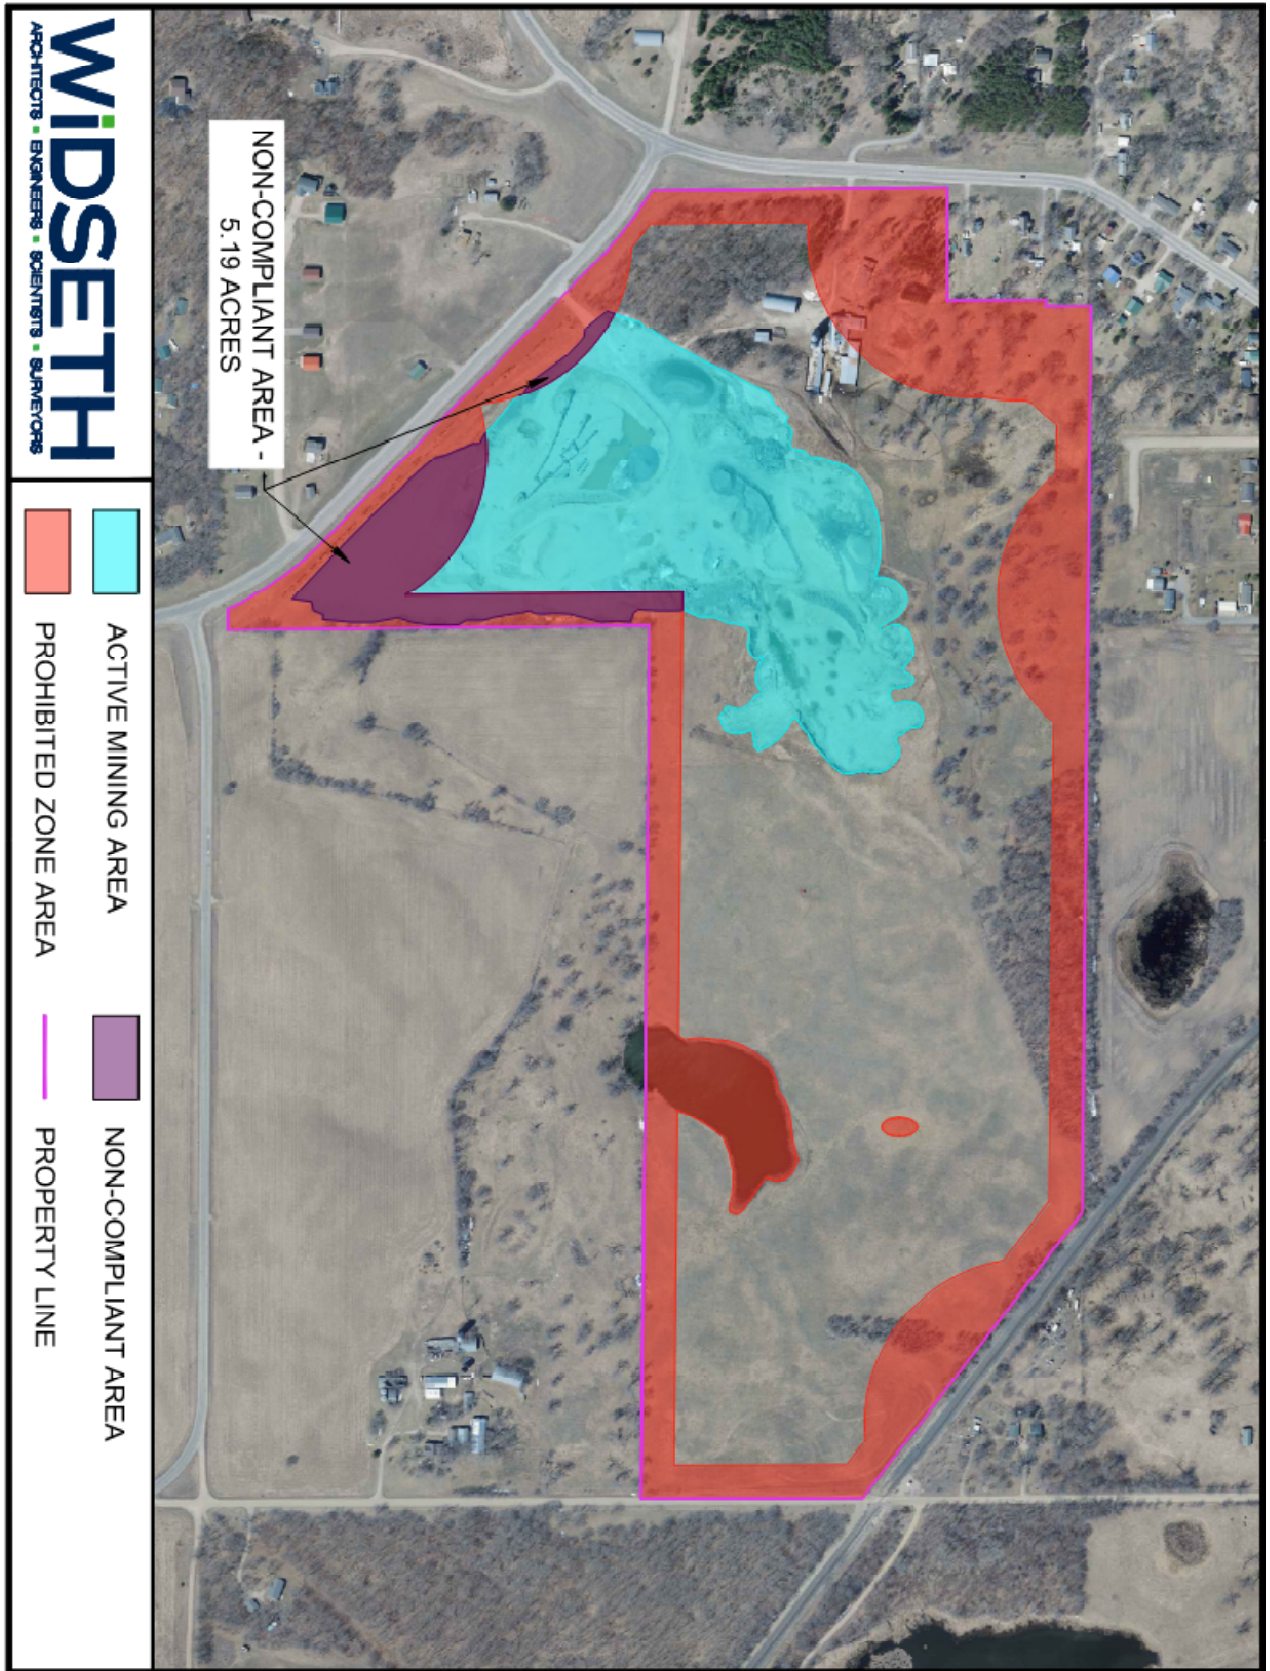 NON-COMPLIANT AREA -
5.19 ACRES
WiDSETH
ARCHITECTS ▪ ENGINEERS ▪ SCIENTISTS ▪ SURVEYORS
ACTIVE MINING AREA
PROHIBITED ZONE AREA
NON-COMPLIANT AREA
PROPERTY LINE